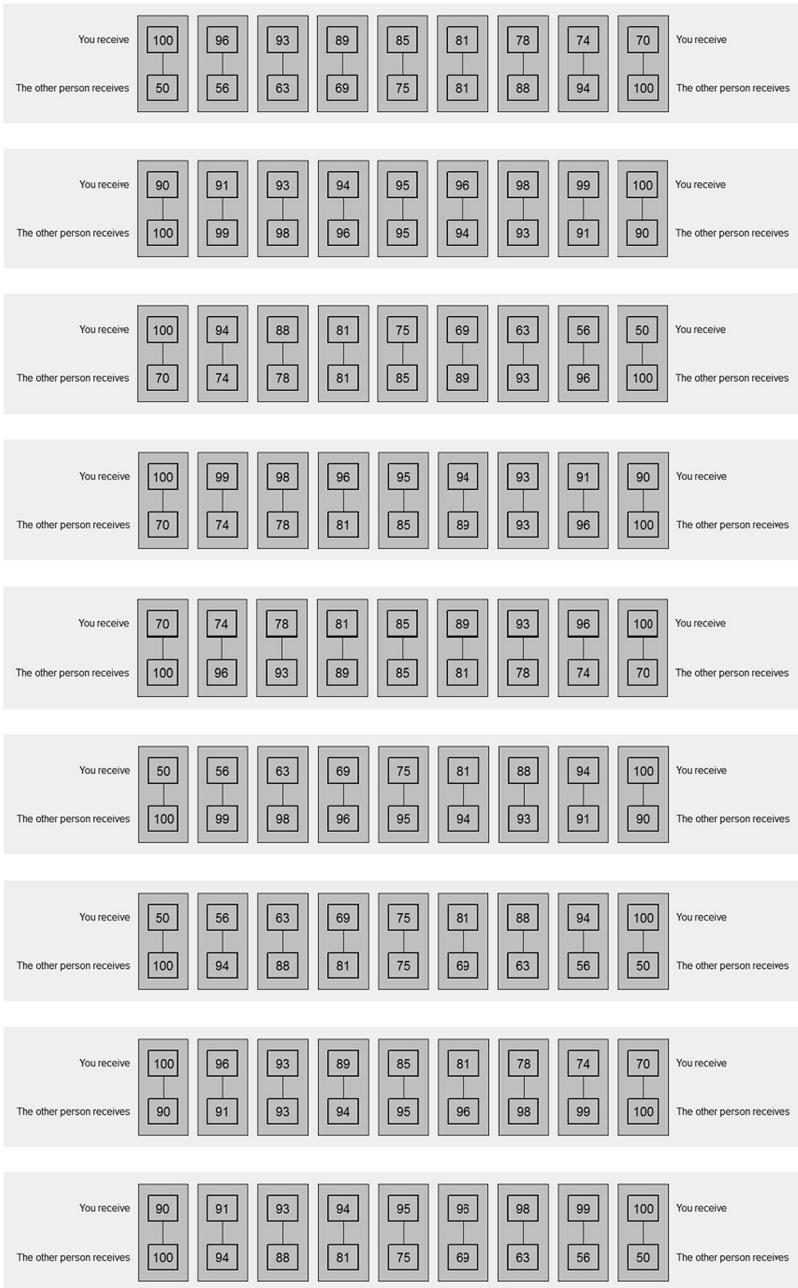 You receive 100 96 93 89 85 81 78 74 70 You receive
The other person receives 50 56 63 69 75 81 88 94 100 The other person receives
You receive 90 91 93 94 95 96 98 99 100 You receive
The other person receives 100 99 98 96 95 94 93 91 90 The other person receives
You receive 100 94 88 81 75 69 63 56 50 You receive
The other person receives 70 74 78 81 85 89 93 96 100 The other person receives
You receive 100 99 98 96 95 94 93 91 90 You receive
The other person receives 70 74 78 81 85 89 93 96 100 The other person receives
You receive 70 74 78 81 85 89 93 96 100 You receive
The other person receives 100 96 93 89 85 81 78 74 70 The other person receives
You receive 50 56 63 69 75 81 88 94 100 You receive
The other person receives 100 99 98 96 95 94 93 91 90 The other person receives
You receive 50 56 63 69 75 81 88 94 100 You receive
The other person receives 100 94 88 81 75 69 63 56 50 The other person receives
You receive 100 96 93 89 85 81 78 74 70 You receive
The other person receives 90 91 93 94 95 96 98 99 100 The other person receives
You receive 90 91 93 94 95 96 98 99 100 You receive
The other person receives 100 94 88 81 75 69 63 56 50 The other person receives